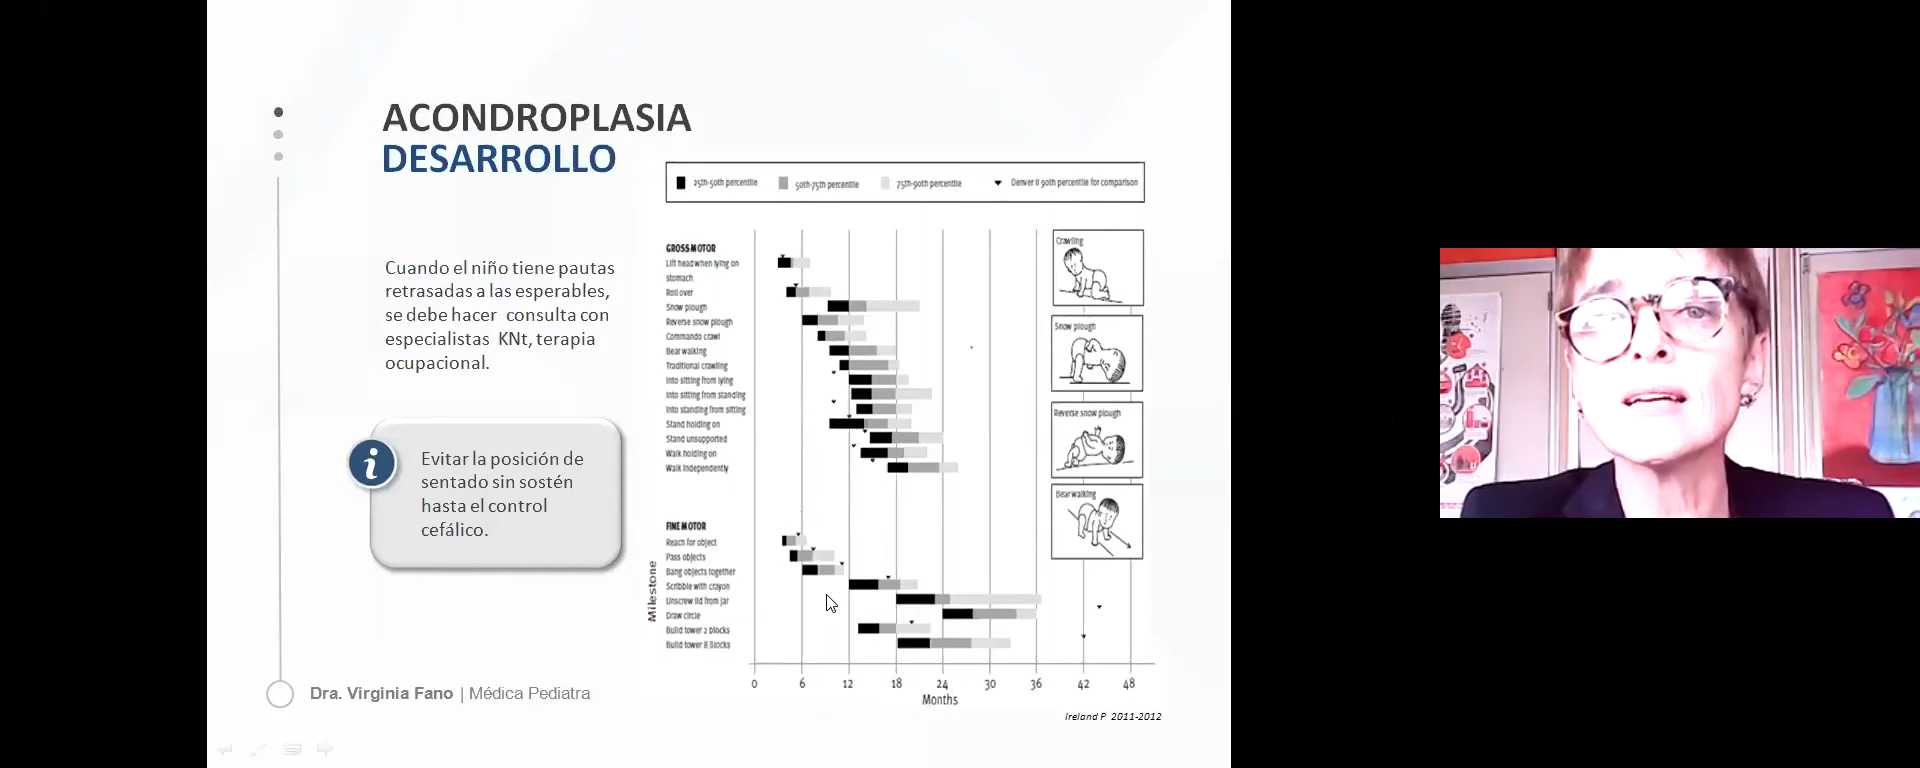 ACONDROPLASIA
DESARROLLO
Cuando el niño tiene pautas
retrasadas a las esperables,
se debe hacer consulta con
especialistas KNt, terapia
ocupacional.
i
Evitar la posición de
sentado sin sostén
hasta el control
cefálico.
Dra. Virginia Fano | Médica Pediatra
25th-50th percentile 50th-75th percentile 75th-90th percentile Denver II 90th percentile for comparison
GROSS MOTOR
Lift head when lying on
stomach
Roll over
Snow plough
Reverse snow plough
Commando crawl
Bear walking
Traditional crawling
Into sitting from lying
Into sitting from standing
Into standing from sitting
Stand holding on
Stand unsupported
Walk holding on
Walk independently
FINE MOTOR
Reach for object
Pass objects
Bang objects together
Scribble with crayon
Unscrew lid from jar
Draw circle
Build tower 2 blocks
Build tower 8 Blocks
Milestone
0 6 12 18 24 30 36 42 48
Months
Crawling
Snow plough
Reverse snow plough
Bear walking
Ireland P 2011-2012